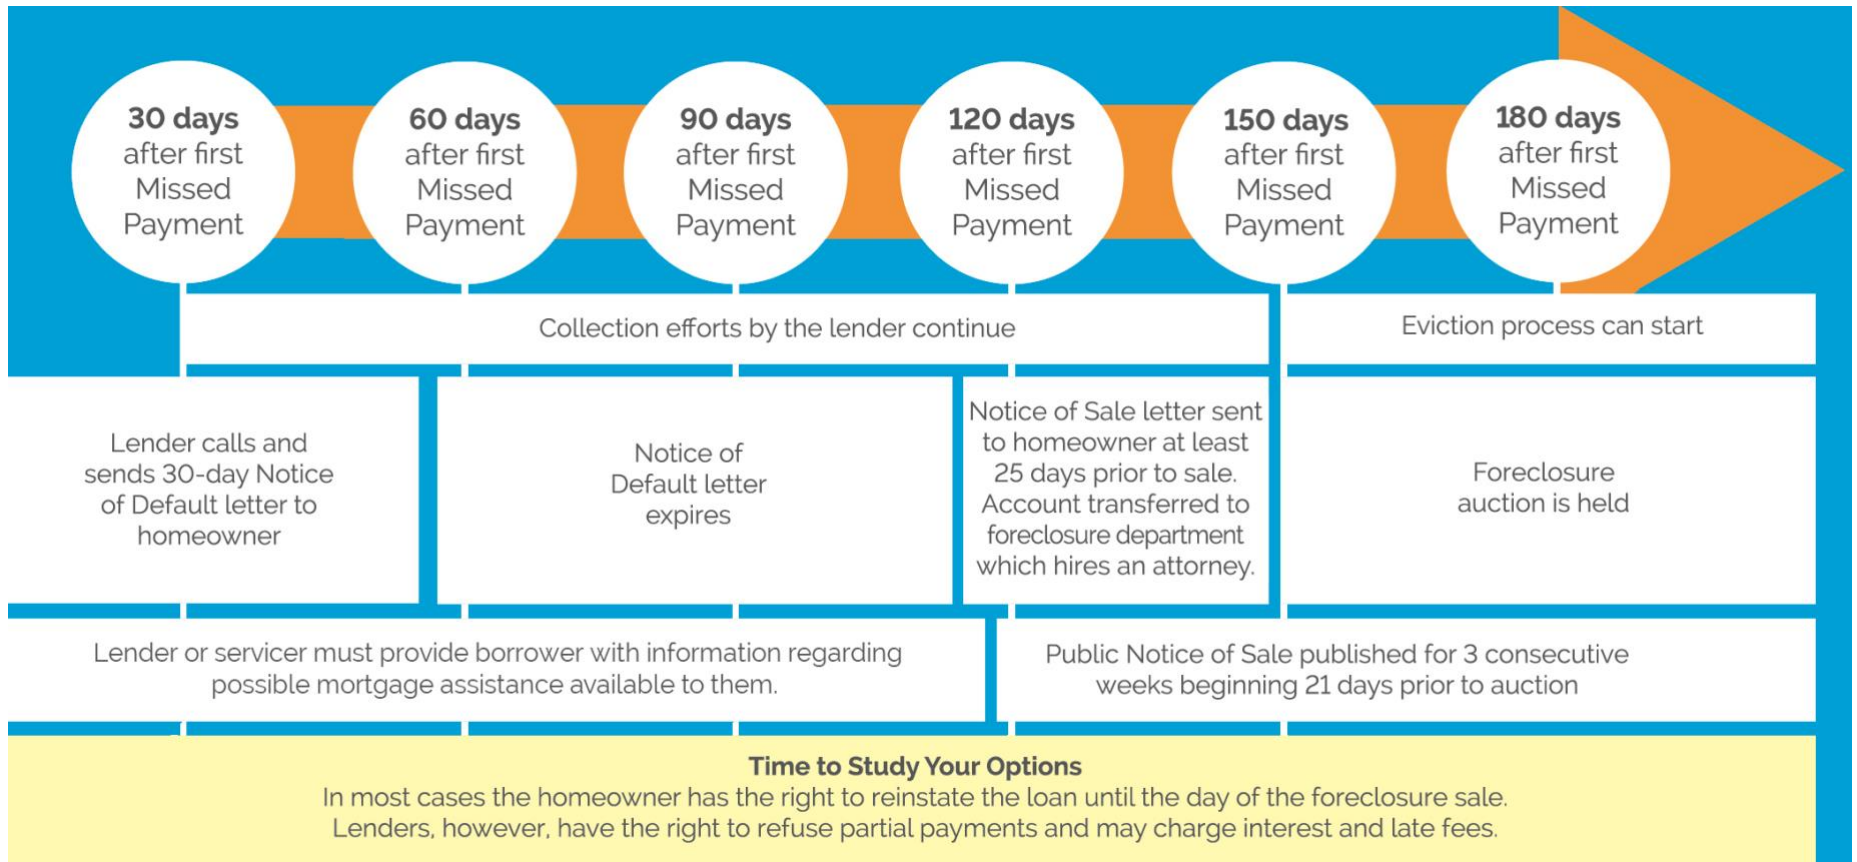 30 days
after first
Missed
Payment
60 days
after first
Missed
Payment
90 days
after first
Missed
Payment
120 days
after first
Missed
Payment
150 days
after first
Missed
Payment
180 days
after first
Missed
Payment
Collection efforts by the lender continue
Eviction process can start
Lender calls and
sends 30-day Notice
of Default letter to
homeowner
Notice of
Default letter
expires
Notice of Sale letter sent
to homeowner at least
25 days prior to sale.
Account transferred to
foreclosure department
which hires an attorney.
Foreclosure
auction is held
Lender or servicer must provide borrower with information regarding
possible mortgage assistance available to them.
Public Notice of Sale published for 3 consecutive
weeks beginning 21 days prior to auction
Time to Study Your Options
In most cases the homeowner has the right to reinstate the loan until the day of the foreclosure sale.
Lenders, however, have the right to refuse partial payments and may charge interest and late fees.